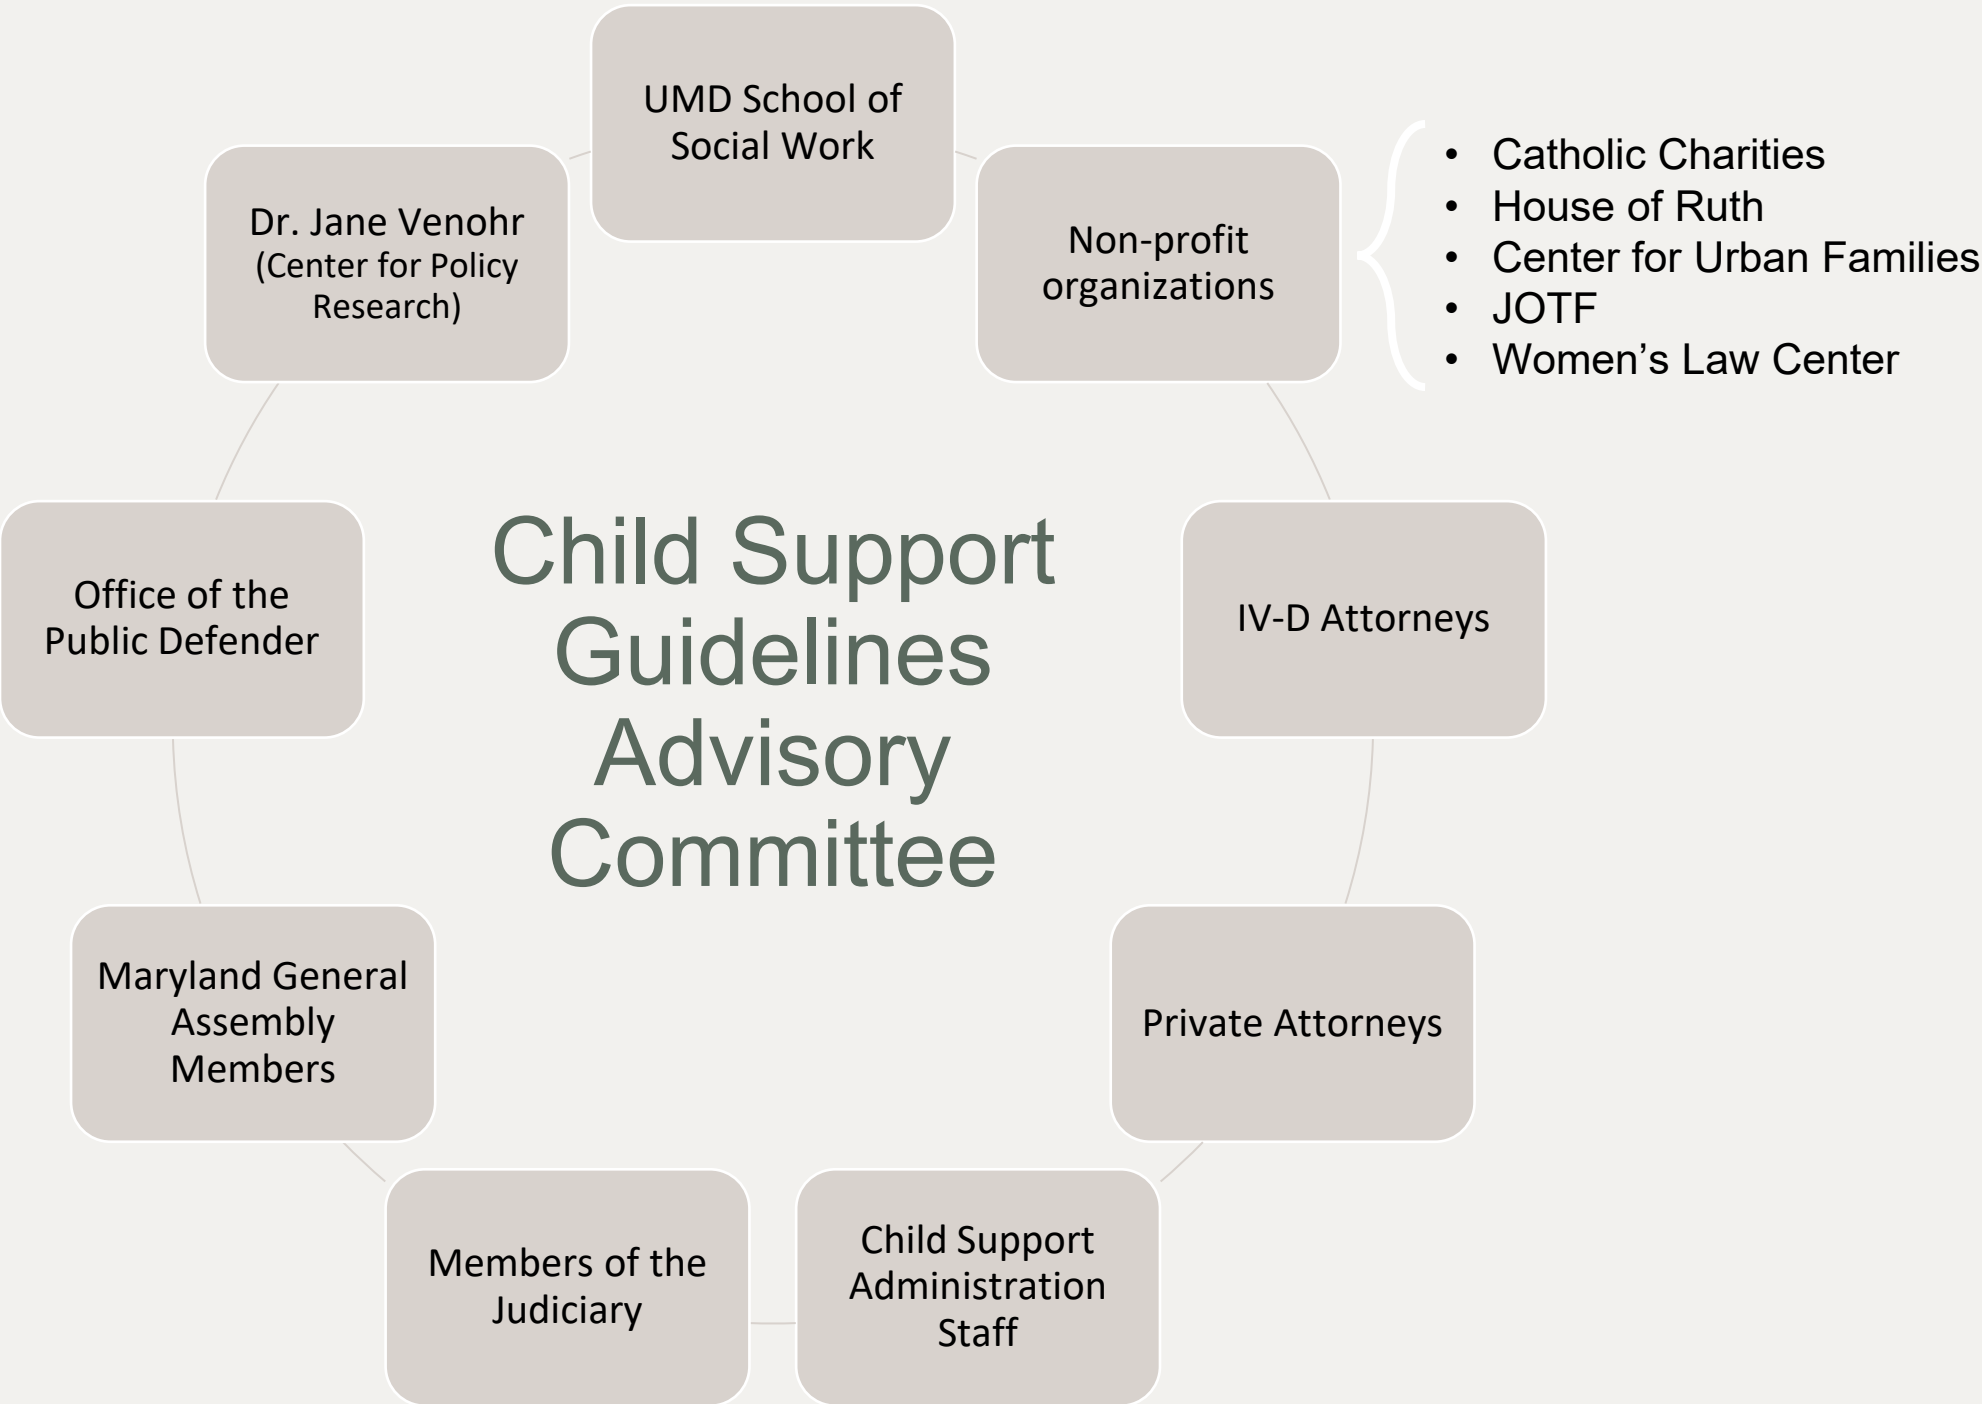 UMD School of
Social Work
Non-profit
organizations
• Catholic Charities
• House of Ruth
• Center for Urban Families
• JOTF
• Women’s Law Center
IV-D Attorneys
Private Attorneys
Child Support
Administration
Staff
Members of the
Judiciary
Maryland General
Assembly
Members
Office of the
Public Defender
Dr. Jane Venohr
(Center for Policy
Research)
Child Support
Guidelines
Advisory
Committee